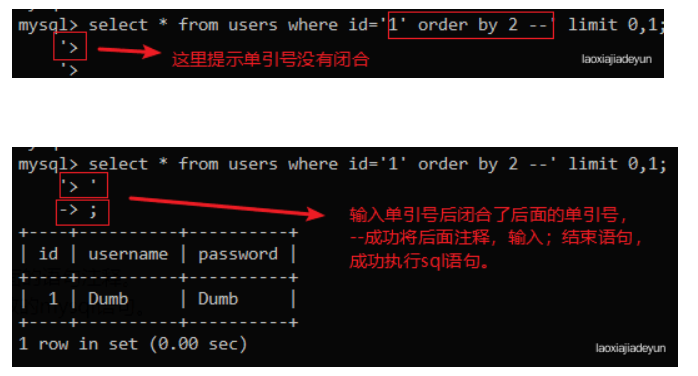 mysql> select * from users where id='1' order by 2 --' limit 0,1;
'>
这里提示单引号没有闭合
'>
laoxiajiadeyun
mysql> select * from users where id='1' order by 2 --' limit 0,1;
'> '
-> ;
输入单引号后闭合了后面的单引号，
--成功将后面注释，输入；结束语句，
成功执行sql语句。
+----+----------+----------+
| id | username | password |
+----+----------+----------+
| 1 | Dumb | Dumb |
+----+----------+----------+
1 row in set (0.00 sec)
laoxiajiadeyun